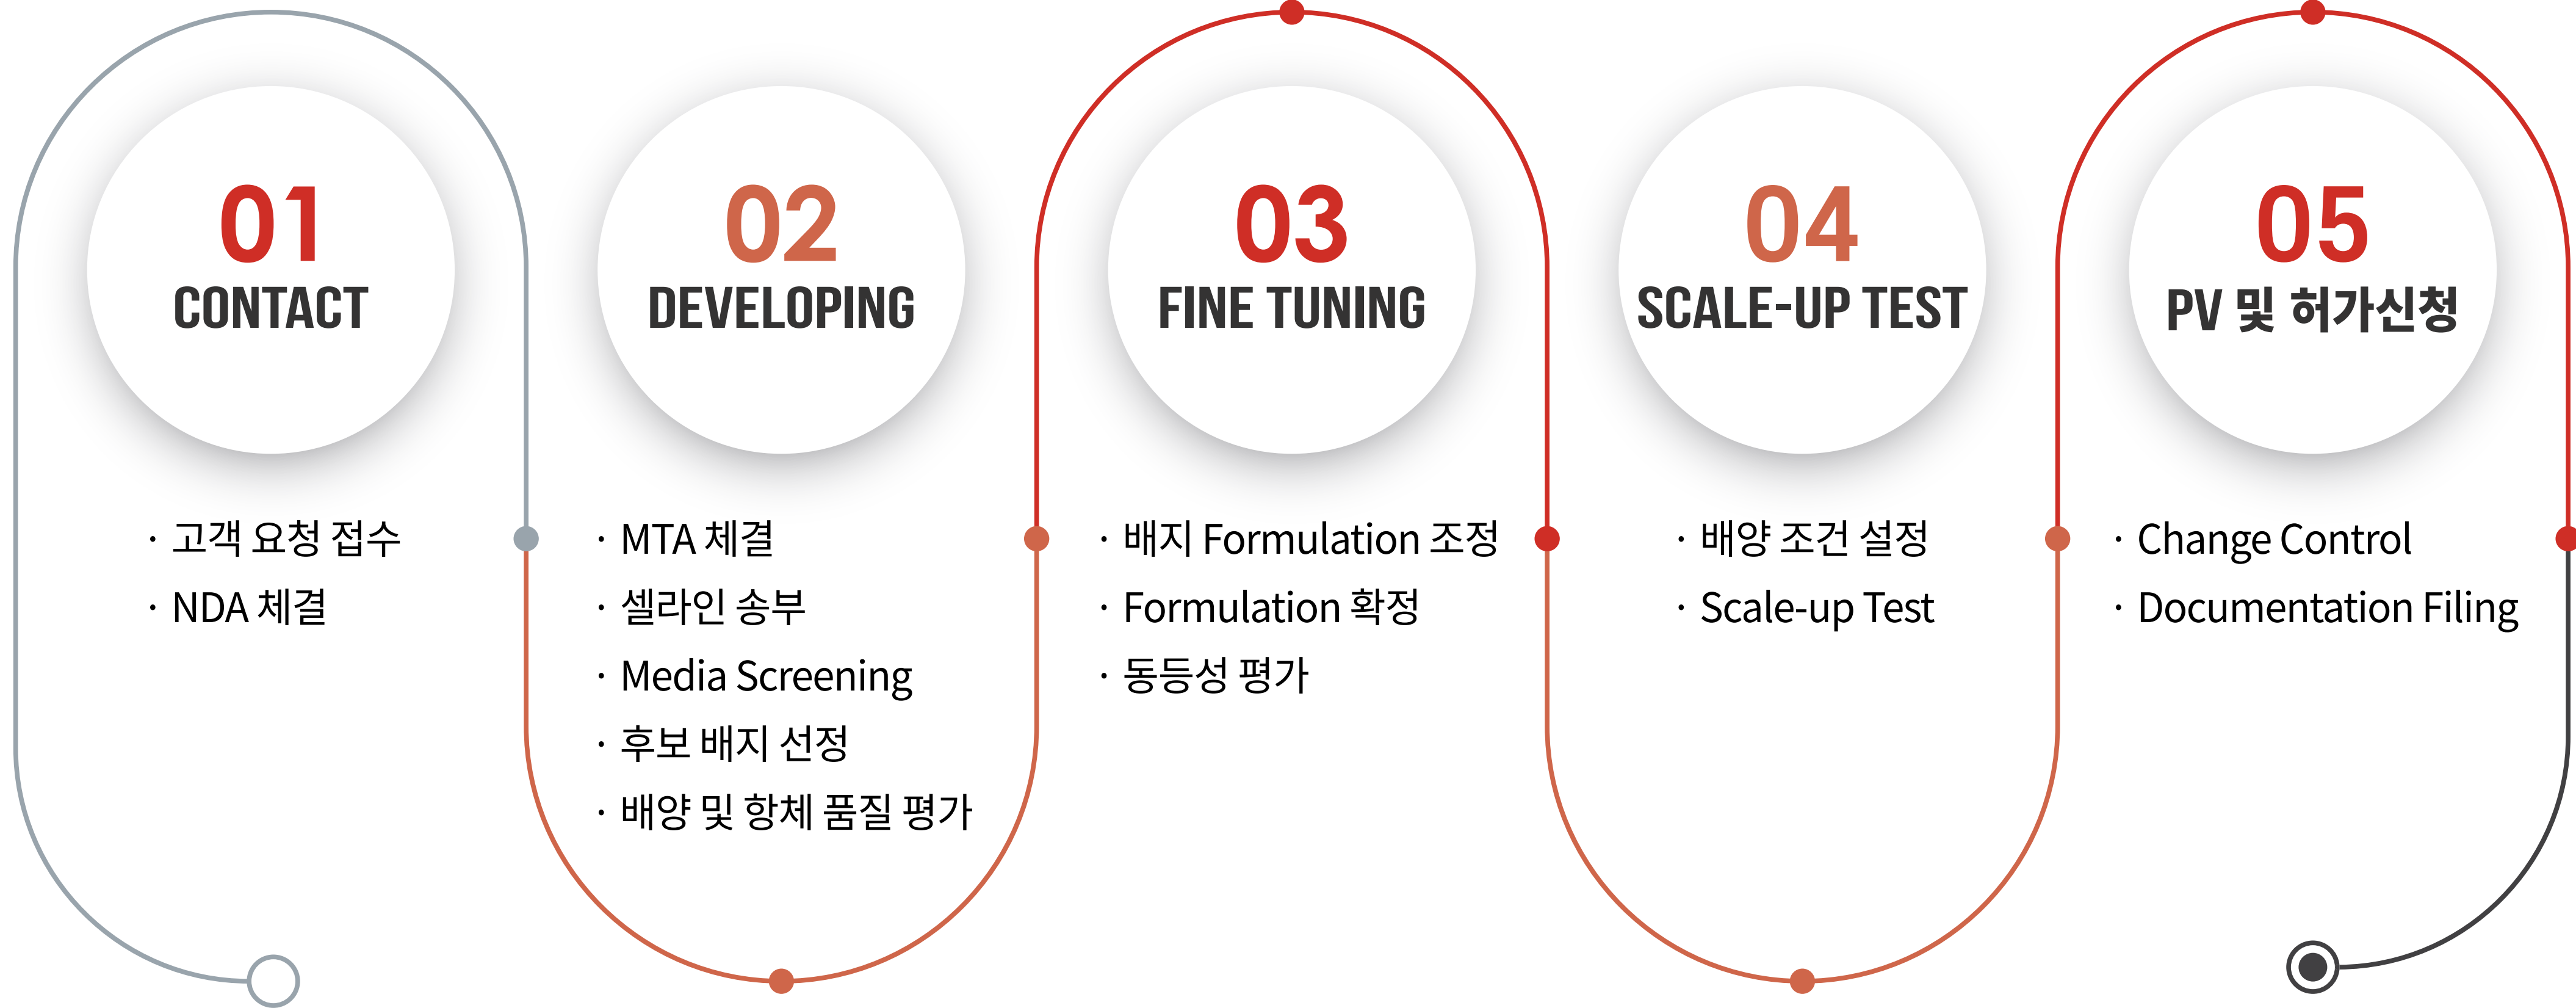 01
CONTACT
· 고객 요청 접수
· NDA 체결
02
DEVELOPING
· MTA 체결
· 셀라인 송부
· Media Screening
· 후보 배지 선정
· 배양 및 항체 품질 평가
03
FINE TUNING
· 배지 Formulation 조정
· Formulation 확정
· 동등성 평가
04
SCALE-UP TEST
· 배양 조건 설정
· Scale-up Test
05
PV 및 허가신청
· Change Control
· Documentation Filing